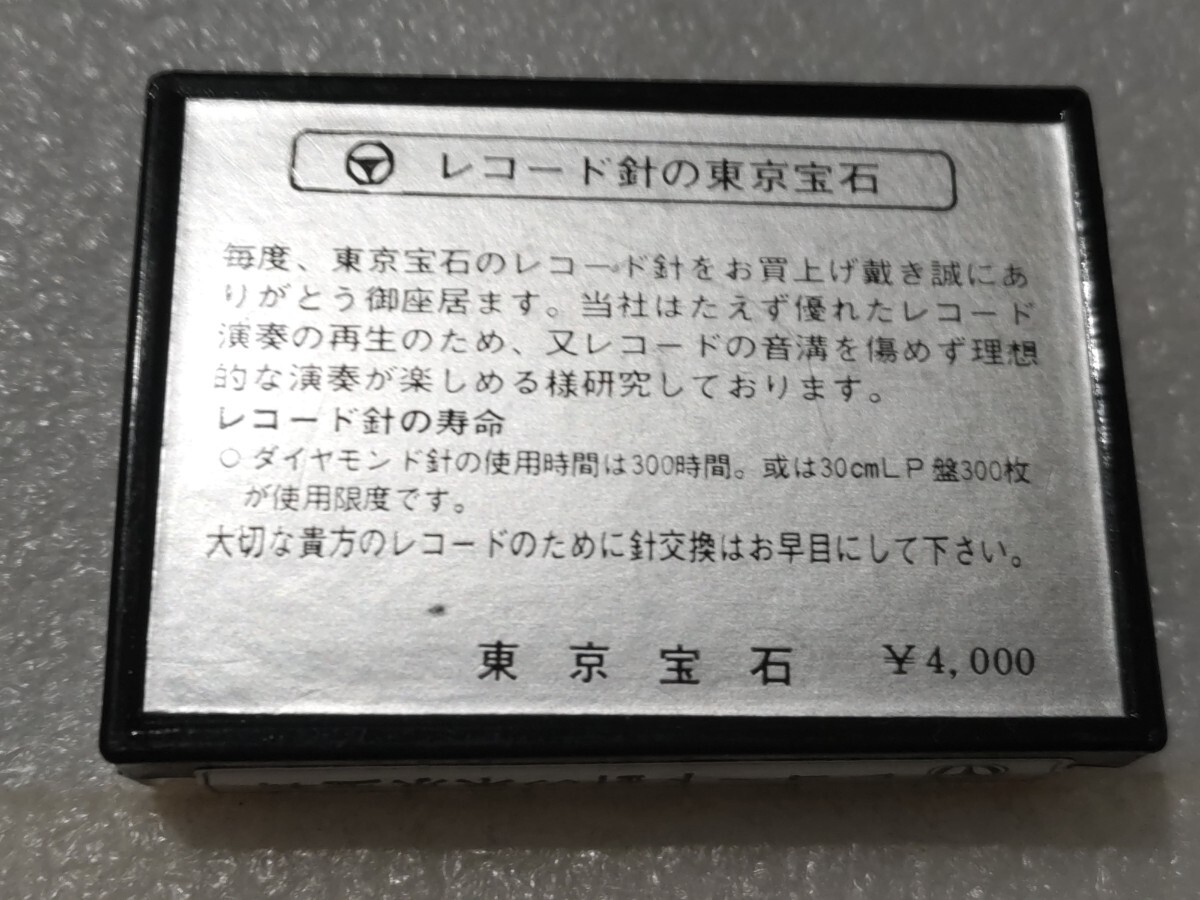 レコード針の東京宝石
毎度、東京宝石のレコード針をお買上げ戴き誠にあ
りがとう御座居ます。当社はたえず優れたレコード
演奏の再生のため、又レコードの音溝を傷めず理想
的な演奏が楽しめる様研究しております。
レコード針の寿命
○ ダイヤモンド針の使用時間は300時間。或は30cmLP盤300枚
が使用限度です。
大切な貴方のレコードのために針交換はお早目にして下さい。
東京宝石 ¥4,000